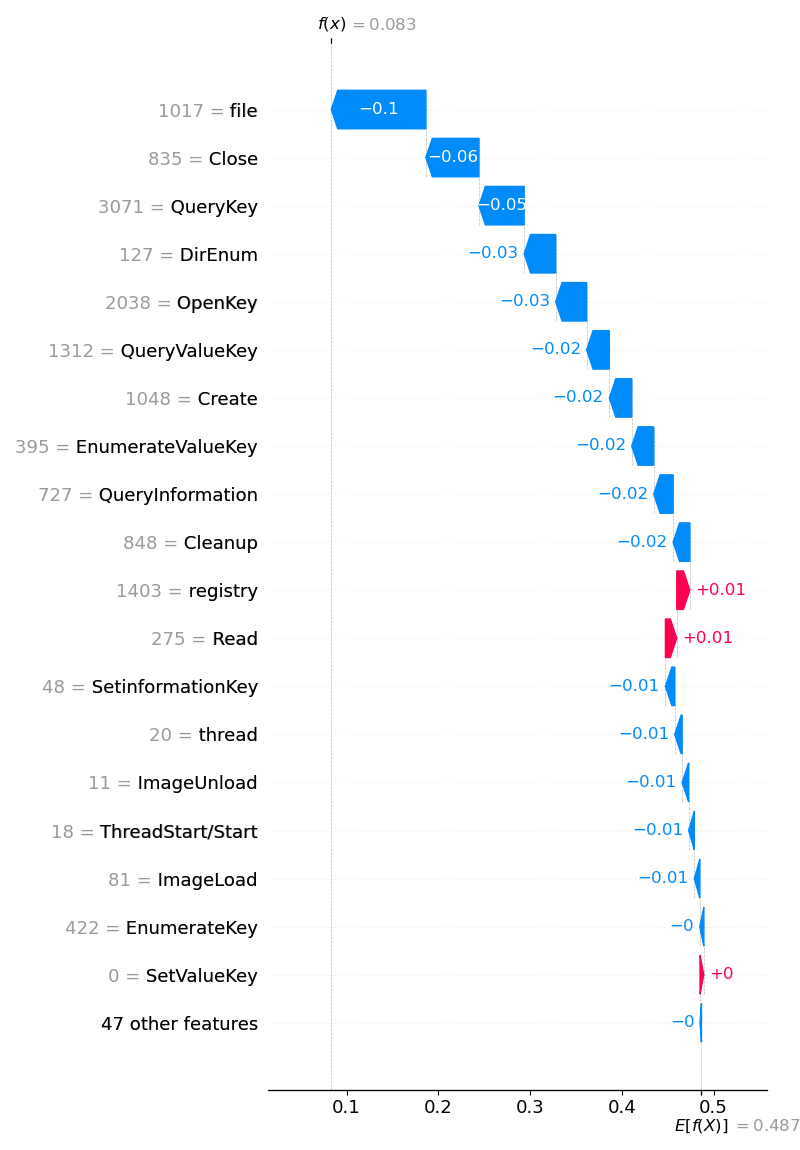 f(x) = 0.083
1017 = file
−0.1
835 = Close
−0.06
3071 = QueryKey
−0.05
127 = DirEnum
−0.03
2038 = OpenKey
−0.03
1312 = QueryValueKey
−0.02
1048 = Create
−0.02
395 = EnumerateValueKey
−0.02
727 = QueryInformation
−0.02
848 = Cleanup
−0.02
1403 = registry
+0.01
275 = Read
+0.01
48 = SetinformationKey
−0.01
20 = thread
−0.01
11 = ImageUnload
−0.01
18 = ThreadStart/Start
−0.01
81 = ImageLoad
−0.01
422 = EnumerateKey
−0
0 = SetValueKey
+0
47 other features
−0
0.1 0.2 0.3 0.4 0.5
E[f(X)] = 0.487